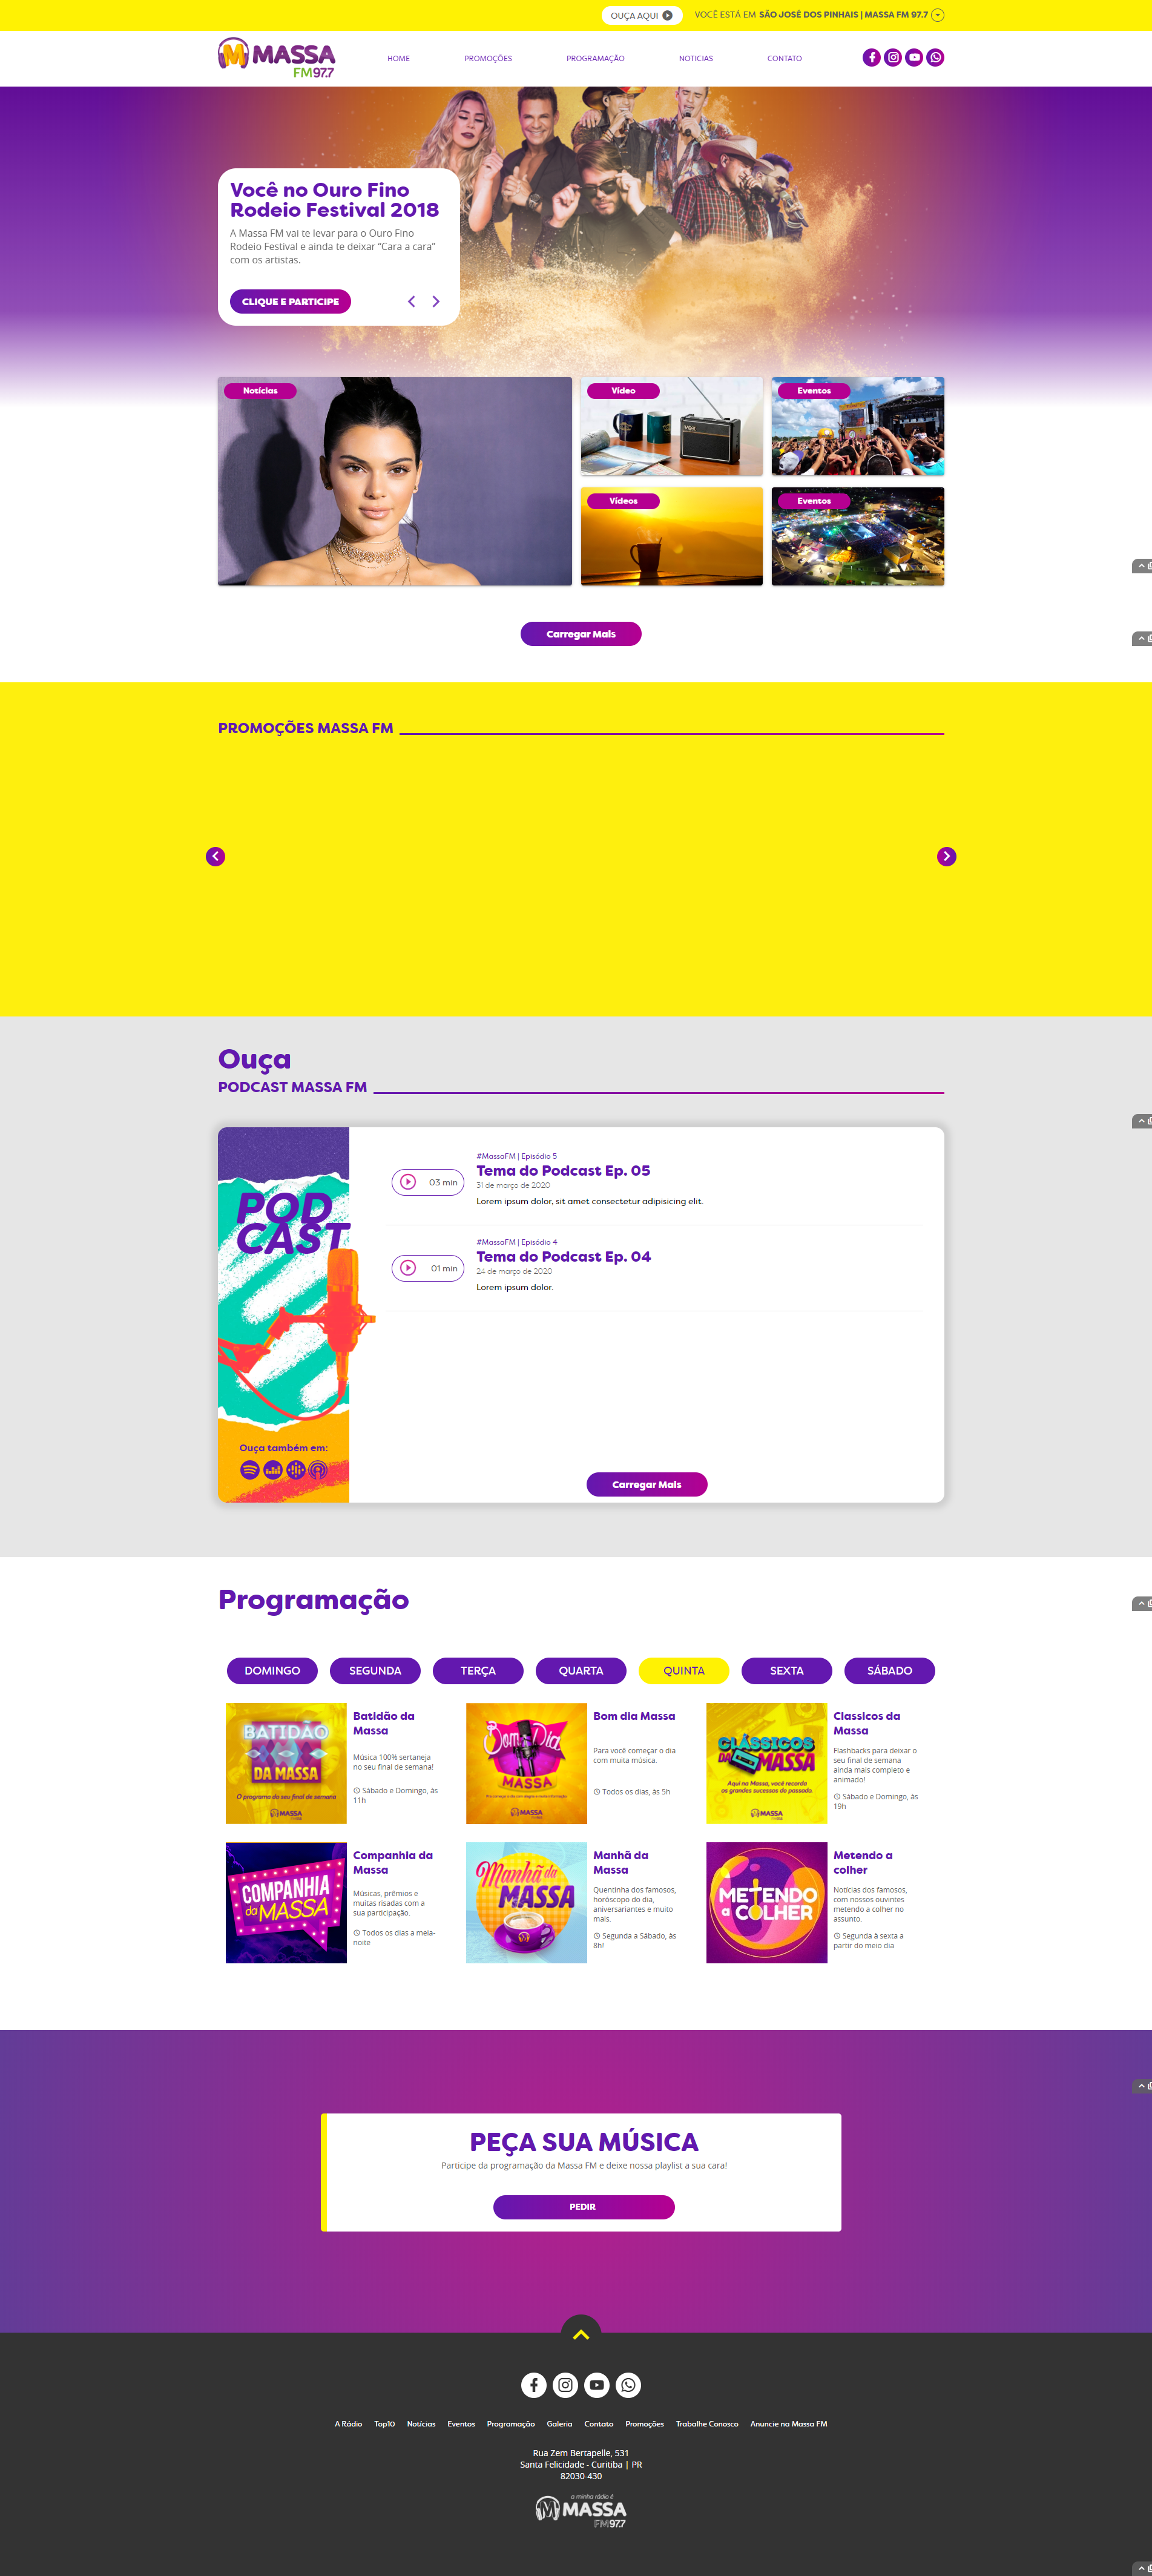 OUÇA AQUI
VOCÊ ESTÁ EM SÃO JOSÉ DOS PINHAIS | MASSA FM 97.7
MASSA
FM97.7
HOME
PROMOÇÕES
PROGRAMAÇÃO
NOTICIAS
CONTATO
Você no Ouro Fino
Rodeio Festival 2018
A Massa FM vai te levar para o Ouro Fino
Rodeio Festival e ainda te deixar “Cara a cara”
com os artistas.
CLIQUE E PARTICIPE
Notícias
Vídeo
VOX
Eventos
Vídeos
Eventos
Carregar Mais
PROMOÇÕES MASSA FM
Ouça
PODCAST MASSA FM
POD
CAST
Ouça também em:
03 min
#MassaFM | Episódio 5
Tema do Podcast Ep. 05
31 de março de 2020
Lorem ipsum dolor, sit amet consectetur adipisicing elit.
01 min
#MassaFM | Episódio 4
Tema do Podcast Ep. 04
24 de março de 2020
Lorem ipsum dolor.
Carregar Mais
Programação
DOMINGO
SEGUNDA
TERÇA
QUARTA
QUINTA
SEXTA
SÁBADO
BATIDÃO
DA MASSA
O programa do seu final de semana
MASSA
Batidão da
Massa
Música 100% sertaneja
no seu final de semana!
Sábado e Domingo, às
11h
Bom Dia
MASSA
MASSA
Bom dia Massa
Para você começar o dia
com muita música.
Todos os dias, às 5h
CLÁSSICOS
DA MASSA
Aqui na Massa, você recorda
os grandes sucessos do passado.
MASSA
Classicos da
Massa
Flashbacks para deixar o
seu final de semana
ainda mais completo e
animado!
Sábado e Domingo, às
19h
COMPANHIA
da MASSA
Companhia da
Massa
Músicas, prêmios e
muitas risadas com a
sua participação.
Todos os dias a meia-
noite
Manhã da
MASSA
Manhã da
Massa
Quentinha dos famosos,
horóscopo do dia,
aniversariantes e muito
mais.
Segunda a Sábado, às
8h!
METENDO
a COLHER
Metendo a
colher
Notícias dos famosos,
com nossos ouvintes
metendo a colher no
assunto.
Segunda à sexta a
partir do meio dia
PEÇA SUA MÚSICA
Participe da programação da Massa FM e deixe nossa playlist a sua cara!
PEDIR
A Rádio
Top10
Notícias
Eventos
Programação
Galeria
Contato
Promoções
Trabalhe Conosco
Anuncie na Massa FM
Rua Zem Bertapelle, 531
Santa Felicidade - Curitiba | PR
82030-430
a minha rádio é
MASSA
FM97.7